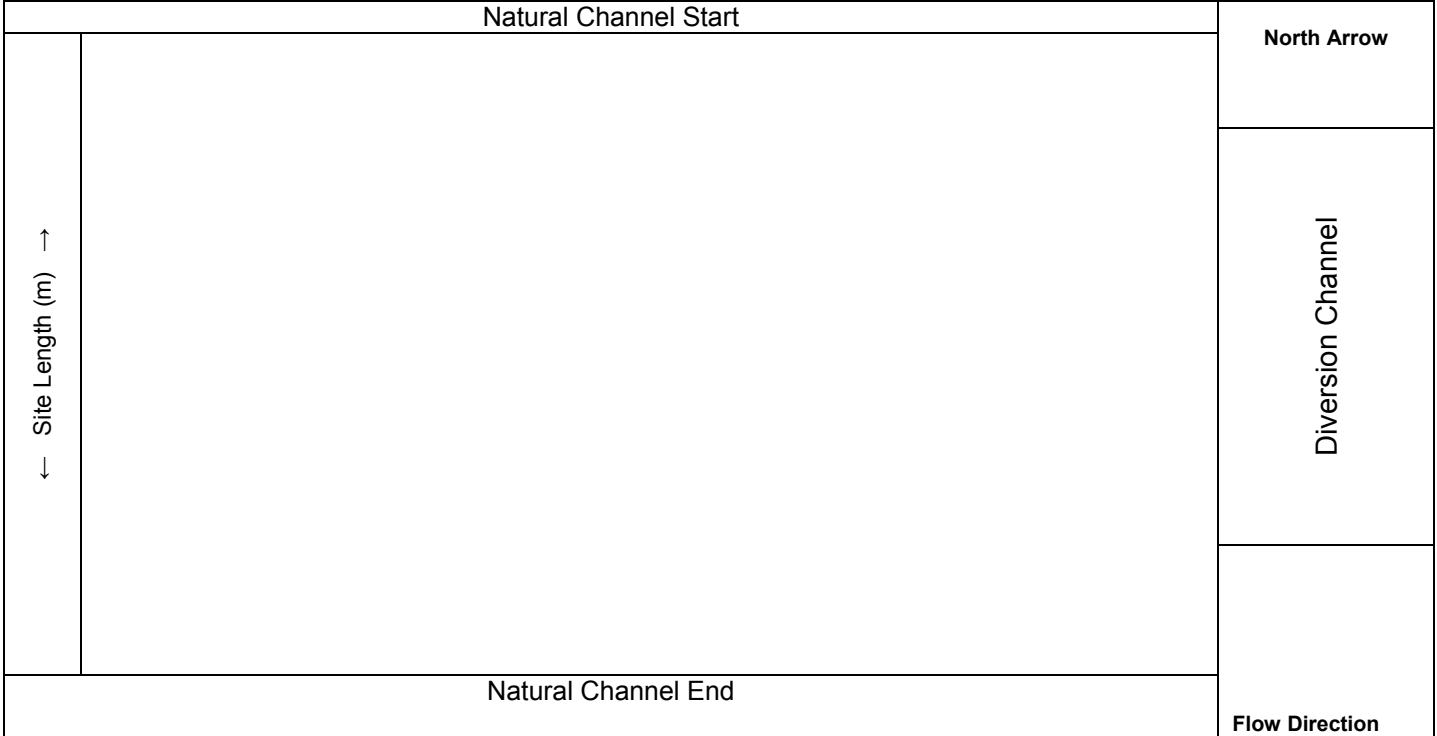 Natural Channel Start
North Arrow
← Site Length (m) →
Diversion Channel
Natural Channel End
Flow Direction